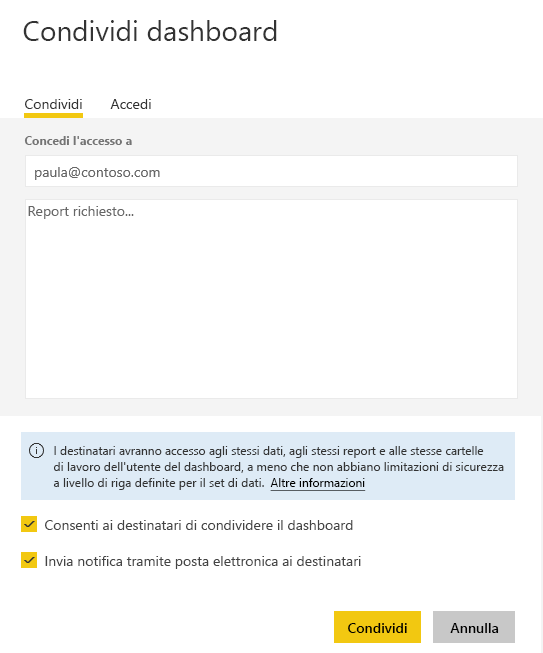 Condividi dashboard
Condividi Accedi
Concedi l'accesso a
paula@contoso.com
Report richiesto...
I destinatari avranno accesso agli stessi dati, agli stessi report e alle stesse cartelle
di lavoro dell'utente del dashboard, a meno che non abbiano limitazioni di sicurezza
a livello di riga definite per il set di dati. Altre informazioni
Consenti ai destinatari di condividere il dashboard
Invia notifica tramite posta elettronica ai destinatari
Condividi Annulla